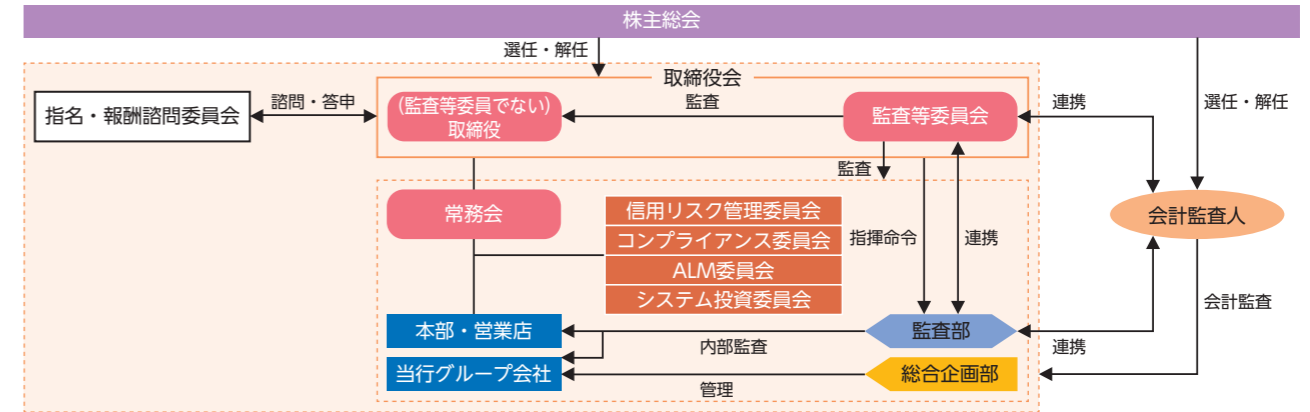 株主総会
選任・解任
取締役会
指名・報酬諮問委員会
諮問・答申
(監査等委員でない)
取締役
監査
監査等委員会
連携
選任・解任
監査
常務会
信用リスク管理委員会
コンプライアンス委員会
ALM委員会
システム投資委員会
指揮命令
連携
会計監査人
会計監査
本部・営業店
内部監査
監査部
連携
当行グループ会社
管理
総合企画部